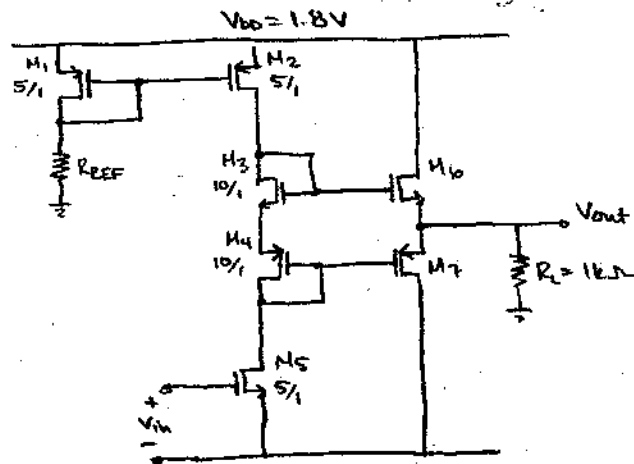 VDD = 1.8V
M1
5/1
M2
5/1
RREF
M3
10/1
M6
Vout
M4
10/1
M7
RL = 1kΩ
M5
5/1
+
Vin
-